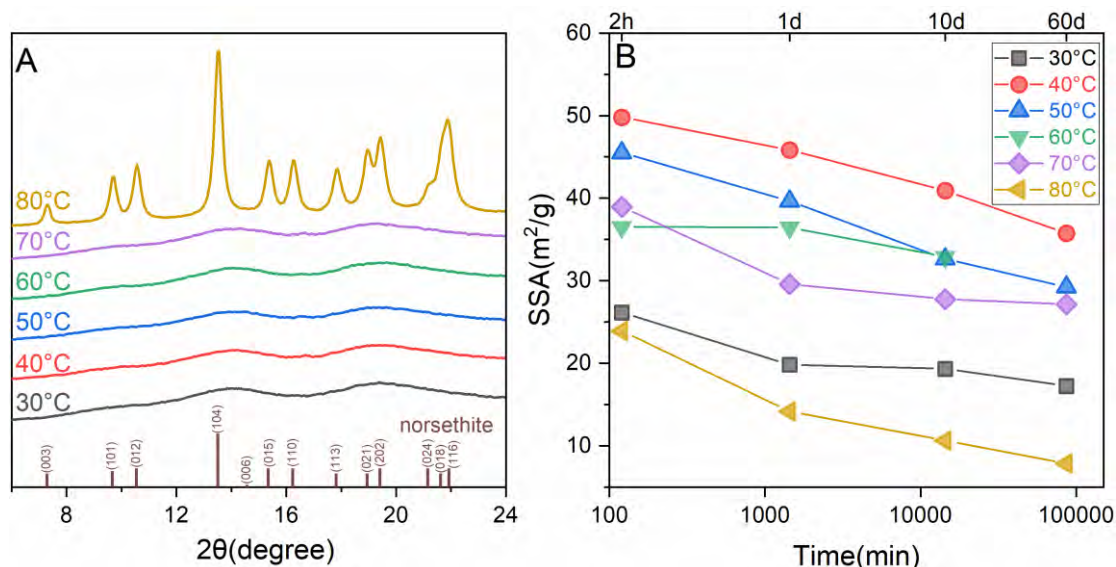 A
80°C
70°C
60°C
50°C
40°C
30°C
norsethite
(003)
(101)
(012)
(104)
(006)
(015)
(110)
(113)
(021)
(202)
(024)
(018)
(116)
8 12 16 20 24
2θ(degree)
B
2h 1d 10d 60d
30°C
40°C
50°C
60°C
70°C
80°C
60
50
40
30
20
10
SSA(m²/g)
100 1000 10000 100000
Time(min)